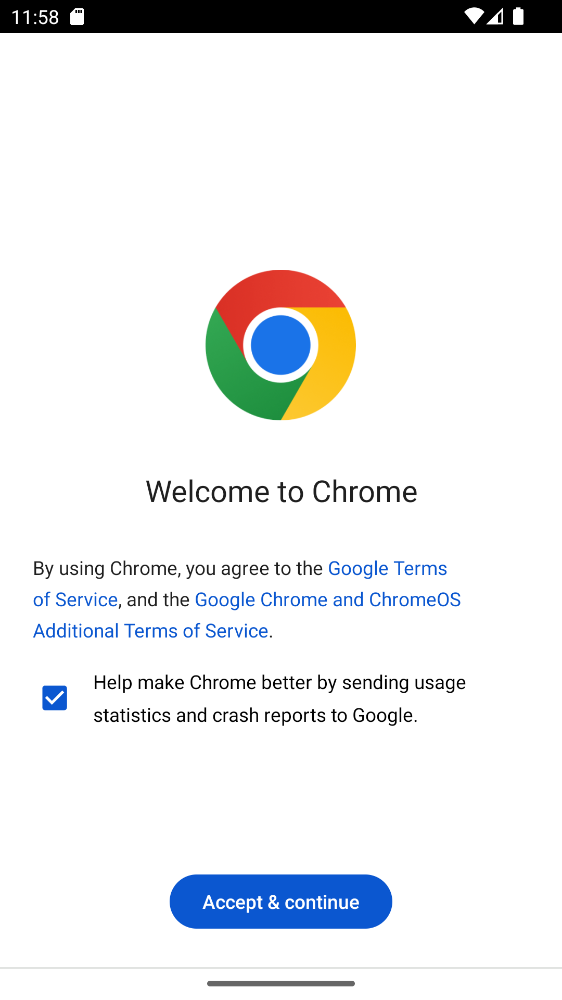 11:58
Welcome to Chrome
By using Chrome, you agree to the Google Terms
of Service, and the Google Chrome and ChromeOS
Additional Terms of Service.
Help make Chrome better by sending usage
statistics and crash reports to Google.
Accept & continue